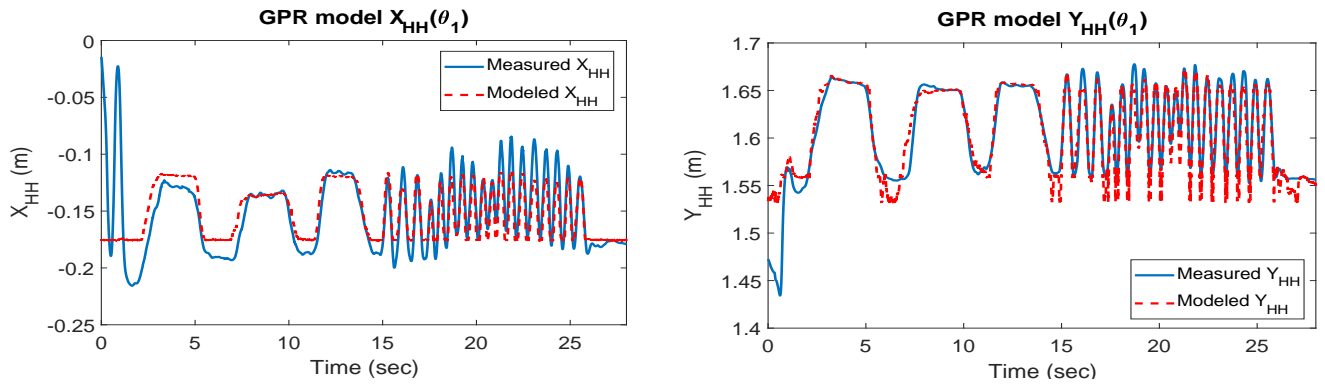 GPR model X_HH(θ_1)
0
-0.05
-0.1
-0.15
-0.2
-0.25
X_HH (m)
Measured X_HH
Modeled X_HH
0 5 10 15 20 25
Time (sec)
GPR model Y_HH(θ_1)
1.7
1.65
1.6
1.55
1.5
1.45
1.4
Y_HH (m)
Measured Y_HH
Modeled Y_HH
0 5 10 15 20 25
Time (sec)